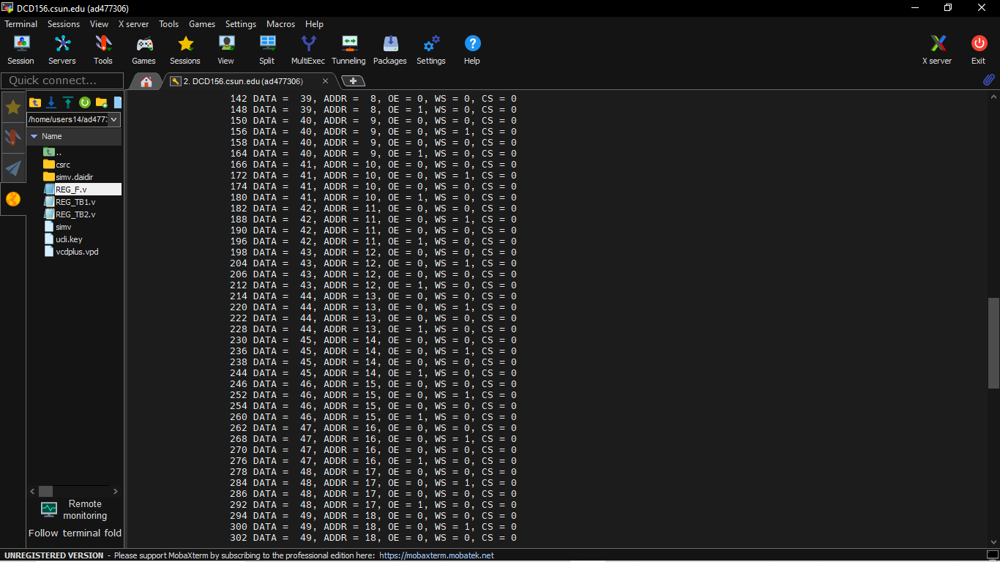 DCD156.csun.edu (ad477306)
Terminal Sessions View X server Tools Games Settings Macros Help
Session Servers Tools Games Sessions View Split MultiExec Tunneling Packages Settings Help X server Exit
Quick connect... 2. DCD156.csun.edu (ad477306)
/home/users14/ad477
Name
..
csrc
simv.daidir
REG_F.v
REG_TB1.v
REG_TB2.v
simv
ucli.key
vcdplus.vpd
Remote
monitoring
Follow terminal fold
142 DATA =  39, ADDR =  8, OE = 0, WS = 0, CS = 0
148 DATA =  39, ADDR =  8, OE = 1, WS = 0, CS = 0
150 DATA =  40, ADDR =  9, OE = 0, WS = 0, CS = 0
156 DATA =  40, ADDR =  9, OE = 0, WS = 1, CS = 0
158 DATA =  40, ADDR =  9, OE = 0, WS = 0, CS = 0
164 DATA =  40, ADDR =  9, OE = 1, WS = 0, CS = 0
166 DATA =  41, ADDR = 10, OE = 0, WS = 0, CS = 0
172 DATA =  41, ADDR = 10, OE = 0, WS = 1, CS = 0
174 DATA =  41, ADDR = 10, OE = 0, WS = 0, CS = 0
180 DATA =  41, ADDR = 10, OE = 1, WS = 0, CS = 0
182 DATA =  42, ADDR = 11, OE = 0, WS = 0, CS = 0
188 DATA =  42, ADDR = 11, OE = 0, WS = 1, CS = 0
190 DATA =  42, ADDR = 11, OE = 0, WS = 0, CS = 0
196 DATA =  42, ADDR = 11, OE = 1, WS = 0, CS = 0
198 DATA =  43, ADDR = 12, OE = 0, WS = 0, CS = 0
204 DATA =  43, ADDR = 12, OE = 0, WS = 1, CS = 0
206 DATA =  43, ADDR = 12, OE = 0, WS = 0, CS = 0
212 DATA =  43, ADDR = 12, OE = 1, WS = 0, CS = 0
214 DATA =  44, ADDR = 13, OE = 0, WS = 0, CS = 0
220 DATA =  44, ADDR = 13, OE = 0, WS = 1, CS = 0
222 DATA =  44, ADDR = 13, OE = 0, WS = 0, CS = 0
228 DATA =  44, ADDR = 13, OE = 1, WS = 0, CS = 0
230 DATA =  45, ADDR = 14, OE = 0, WS = 0, CS = 0
236 DATA =  45, ADDR = 14, OE = 0, WS = 1, CS = 0
238 DATA =  45, ADDR = 14, OE = 0, WS = 0, CS = 0
244 DATA =  45, ADDR = 14, OE = 1, WS = 0, CS = 0
246 DATA =  46, ADDR = 15, OE = 0, WS = 0, CS = 0
252 DATA =  46, ADDR = 15, OE = 0, WS = 1, CS = 0
254 DATA =  46, ADDR = 15, OE = 0, WS = 0, CS = 0
260 DATA =  46, ADDR = 15, OE = 1, WS = 0, CS = 0
262 DATA =  47, ADDR = 16, OE = 0, WS = 0, CS = 0
268 DATA =  47, ADDR = 16, OE = 0, WS = 1, CS = 0
270 DATA =  47, ADDR = 16, OE = 0, WS = 0, CS = 0
276 DATA =  47, ADDR = 16, OE = 1, WS = 0, CS = 0
278 DATA =  48, ADDR = 17, OE = 0, WS = 0, CS = 0
284 DATA =  48, ADDR = 17, OE = 0, WS = 1, CS = 0
286 DATA =  48, ADDR = 17, OE = 0, WS = 0, CS = 0
292 DATA =  48, ADDR = 17, OE = 1, WS = 0, CS = 0
294 DATA =  49, ADDR = 18, OE = 0, WS = 0, CS = 0
300 DATA =  49, ADDR = 18, OE = 0, WS = 1, CS = 0
302 DATA =  49, ADDR = 18, OE = 0, WS = 0, CS = 0
UNREGISTERED VERSION - Please support MobaXterm by subscribing to the professional edition here: https://mobaxterm.mobatek.net